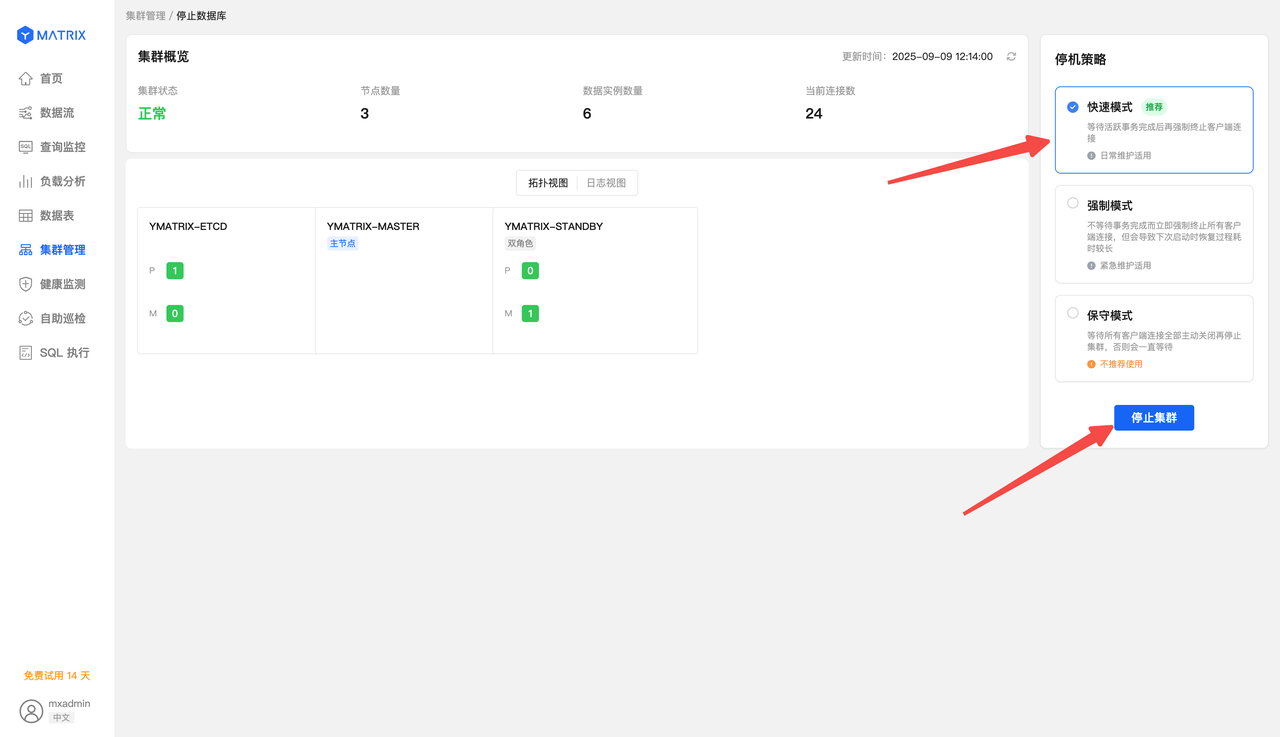 MATRIX
首页
数据流
查询监控
负载分析
数据表
集群管理
健康监测
自助巡检
SQL 执行
免费试用 14 天
mxadmin
中文
集群管理 / 停止数据库
集群概览
更新时间: 2025-09-09 12:14:00
集群状态
正常
节点数量
3
数据实例数量
6
当前连接数
24
拓扑视图 日志视图
YMATRIX-ETCD
P 1
M 0
YMATRIX-MASTER
主节点
YMATRIX-STANDBY
双角色
P 0
M 1
停机策略
快速模式 推荐
等待活跃事务完成后再强制终止客户端连
接
日常维护适用
强制模式
不等待事务完成而立即强制终止所有客户
端连接，但会导致下次启动时恢复过程耗
时较长
紧急维护适用
保守模式
等待所有客户端连接全部主动关闭再停止
集群，否则会一直等待
不推荐使用
停止集群